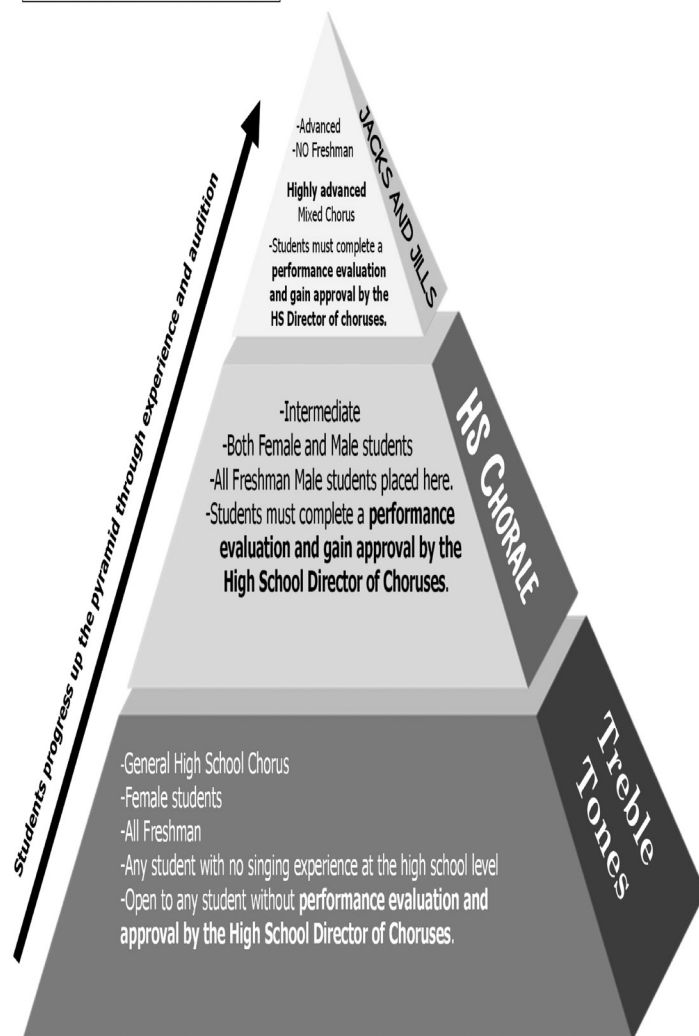 -Advanced
-NO Freshman
Highly advanced
Mixed Chorus
-Students must complete a
performance evaluation
and gain approval by the
HS Director of choruses.
JACKS AND JILLS
Students progress up the pyramid through experience and audition
-Intermediate
-Both Female and Male students
-All Freshman Male students placed here.
-Students must complete a performance
evaluation and gain approval by the
High School Director of Choruses.
HS CHORALE
-General High School Chorus
-Female students
-All Freshman
-Any student with no singing experience at the high school level
-Open to any student without performance evaluation and
approval by the High School Director of Choruses.
Treble
Tones